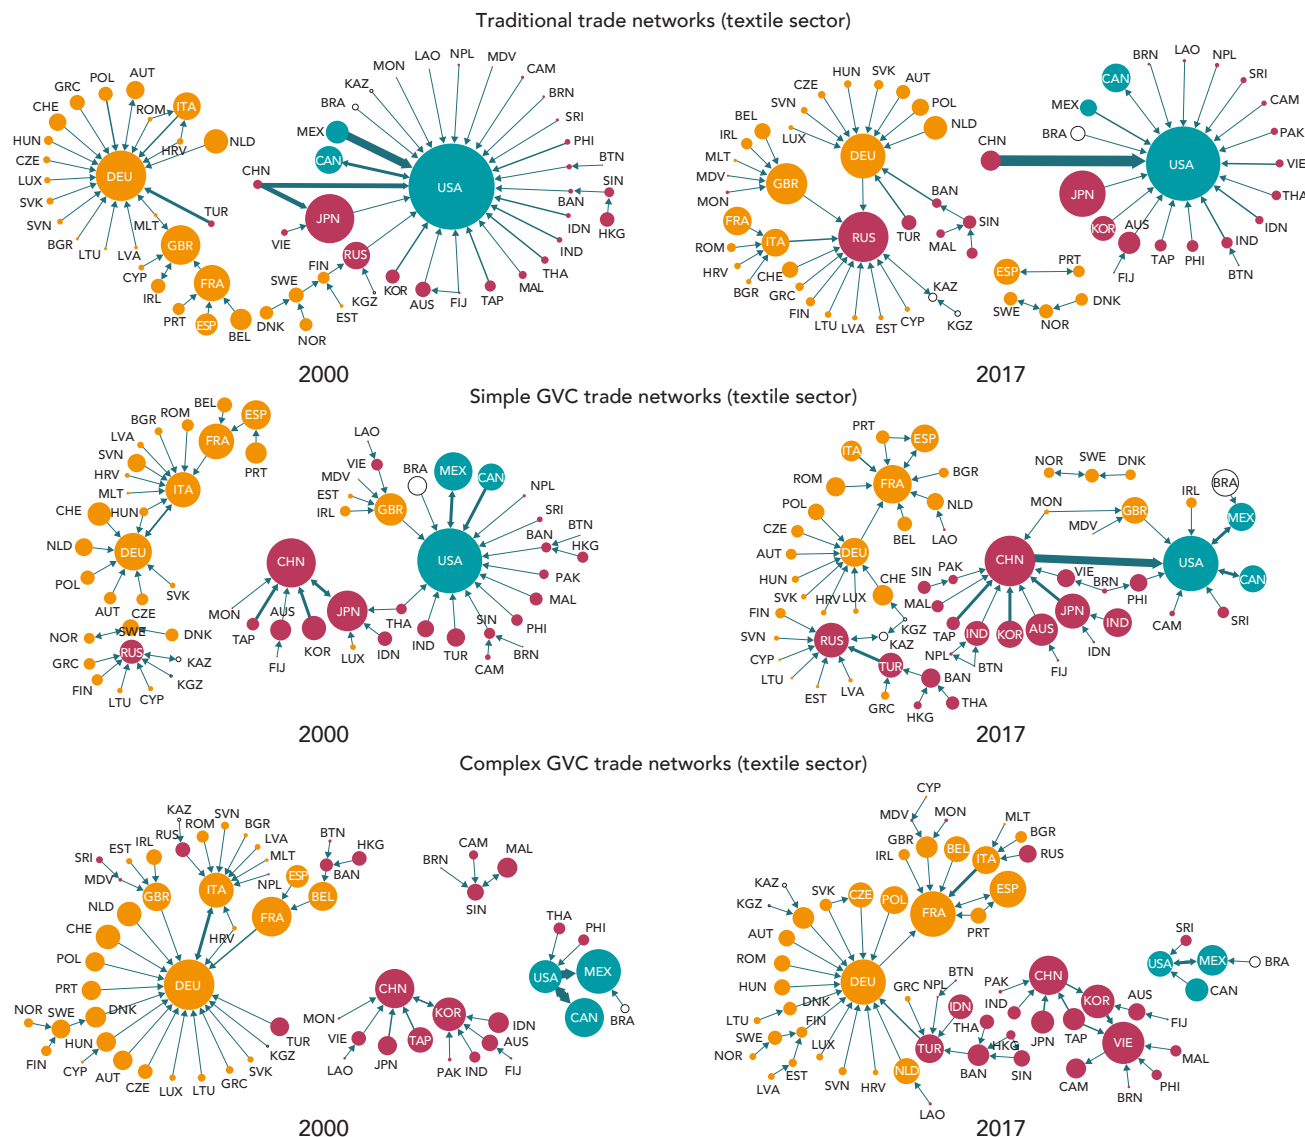 Traditional trade networks (textile sector)
POL
AUT
GRC
CHE
ROM
ITA
HUN
HRV
NLD
CZE
DEU
LUX
SVK
SVN
BGR
LTU
LVA
MLT
TUR
GBR
CYP
IRL
FRA
PRT
ESP
BEL
CHN
JPN
VIE
RUS
FIN
SWE
KGZ
EST
DNK
NOR
KAZ
MON
LAO
NPL
MDV
CAM
BRA
BRN
MEX
SRI
CAN
PHI
BTN
USA
SIN
BAN
HKG
IDN
IND
THA
MAL
TAP
FIJ
AUS
KOR
2000
HUN
SVK
CZE
AUT
SVN
POL
BEL
LUX
NLD
IRL
DEU
MLT
GBR
MDV
MON
BAN
FRA
SIN
ITA
RUS
TUR
MAL
ROM
HRV
CHE
BGR
GRC
KAZ
FIN
LTU
LVA
EST
CYP
KGZ
ESP
PRT
SWE
DNK
NOR
BRN
LAO
NPL
CAN
SRI
MEX
CAM
BRA
PAK
CHN
USA
VIE
JPN
THA
KOR
AUS
IDN
FIJ
TAP
PHI
IND
BTN
2017
Simple GVC trade networks (textile sector)
BEL
ESP
ROM
BGR
FRA
LVA
SVN
PRT
HRV
ITA
MLT
CHE
HUN
NLD
DEU
POL
SVK
AUT
CZE
SWE
NOR
DNK
RUS
GRC
KAZ
KGZ
FIN
LTU
CYP
LAO
VIE
BRA
MEX
CAN
MDV
EST
GBR
IRL
NPL
SRI
BTN
BAN
HKG
USA
CHN
PAK
MAL
MON
AUS
JPN
THA
PHI
TAP
SIN
KOR
IND
TUR
BRN
FIJ
LUX
IDN
CAM
2000
PRT
ESP
ITA
BGR
ROM
FRA
NLD
POL
BEL
LAO
CZE
AUT
DEU
HUN
CHE
SVK
HRV
LUX
FIN
KGZ
SVN
RUS
KAZ
CYP
TUR
LTU
BAN
EST
LVA
GRC
HKG
THA
NOR
SWE
DNK
BRA
IRL
MON
GBR
MEX
MDV
CHN
USA
SIN
PAK
VIE
CAN
BRN
PHI
MAL
JPN
TAP
IND
KOR
AUS
IND
CAM
SRI
NPL
BTN
IDN
FIJ
2017
Complex GVC trade networks (textile sector)
KAZ
SVN
RUS
ROM
BGR
IRL
LVA
EST
MLT
SRI
MDV
GBR
ITA
NPL
ESP
BTN
HKG
BAN
NLD
BEL
FRA
CHE
HRV
POL
DEU
PRT
NOR
SWE
DNK
HUN
TUR
FIN
KGZ
CYP
AUT
SVK
CZE
LUX
LTU
GRC
CAM
MAL
BRN
SIN
THA
PHI
USA
MEX
CHN
CAN
BRA
MON
KOR
IDN
VIE
AUS
JPN
TAP
LAO
PAK
IND
FIJ
2000
CYP
MDV
MON
MLT
GBR
BGR
BEL
IRL
ITA
RUS
KAZ
SVK
CZE
POL
ESP
KGZ
FRA
PRT
AUT
ROM
DEU
HUN
GRC
NPL
BTN
DNK
IDN
LTU
FIN
THA
SWE
LUX
TUR
HKG
NOR
EST
BAN
SIN
LVA
SVN
HRV
NLD
LAO
SRI
USA
MEX
BRA
CAN
CHN
PAK
KOR
IND
AUS
JPN
TAP
FIJ
VIE
MAL
CAM
PHI
BRN
2017